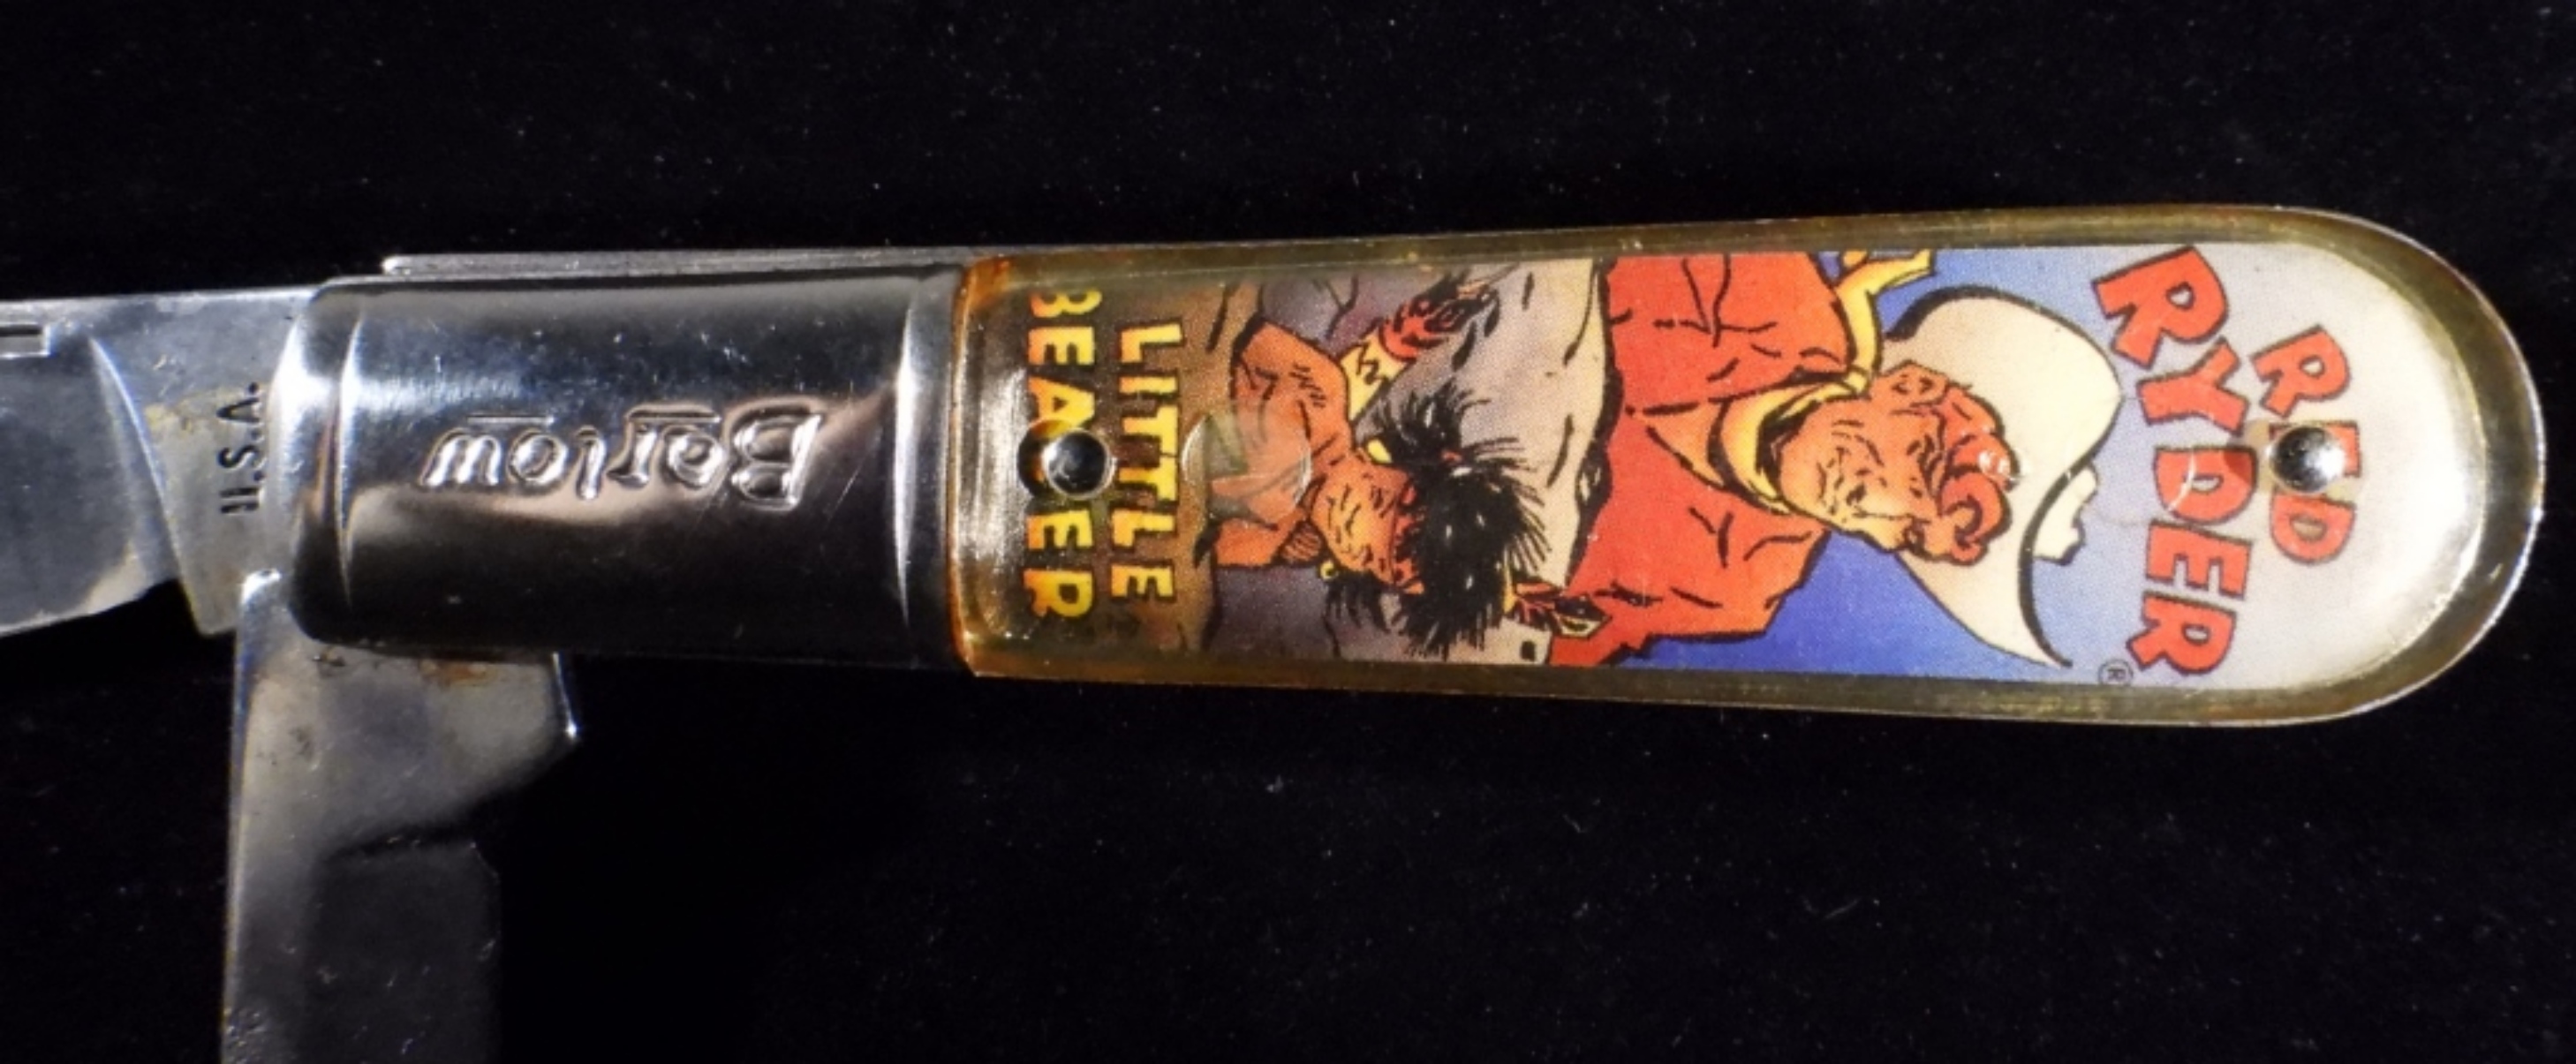 RED
RYDER
®
LITTLE
BEAVER
Barlow
U.S.A.